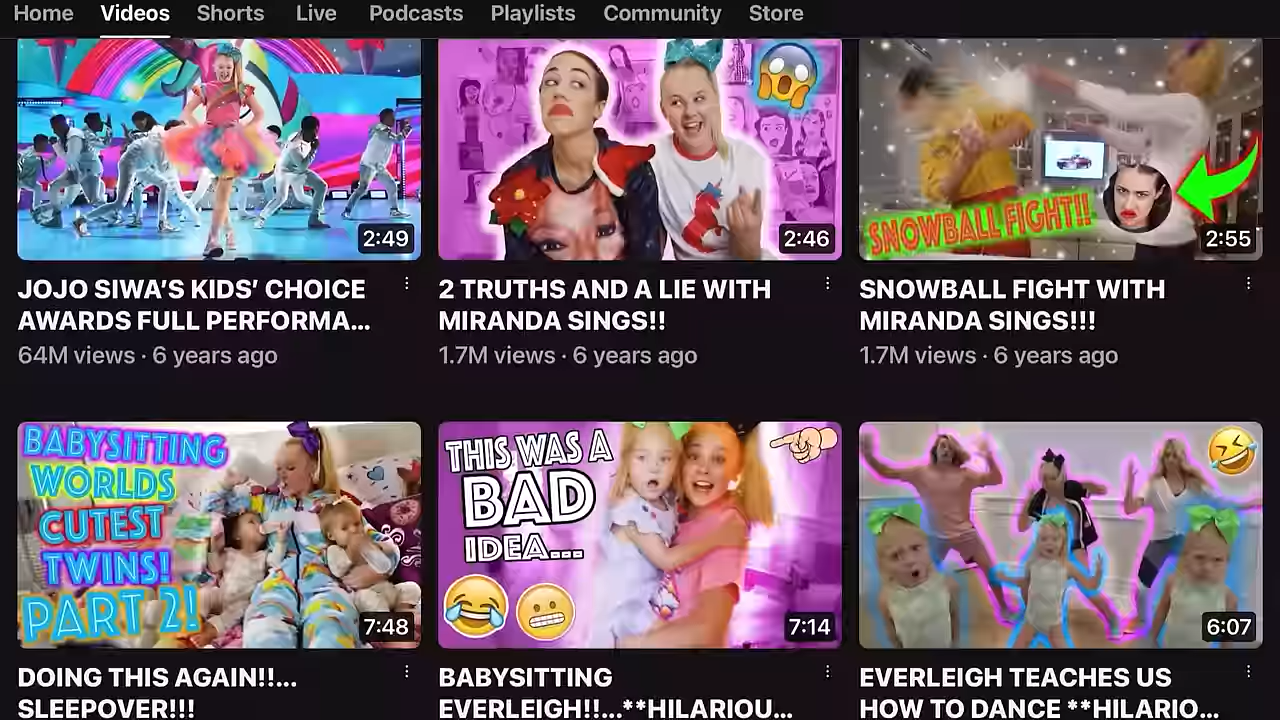 Home Videos Shorts Live Podcasts Playlists Community Store
2:49
2:46
SNOWBALL FIGHT!!
2:55
JOJO SIWA'S KIDS' CHOICE
AWARDS FULL PERFORMA...
64M views · 6 years ago
2 TRUTHS AND A LIE WITH
MIRANDA SINGS!!
1.7M views · 6 years ago
SNOWBALL FIGHT WITH
MIRANDA SINGS!!!
1.7M views · 6 years ago
BABYSITTING
WORLDS
CUTEST
TWINS!
PART 2!
7:48
THIS WAS A
BAD
IDEA...
7:14
6:07
DOING THIS AGAIN!!...
SLEEPOVER!!!
BABYSITTING
EVERLEIGH!!...**HILARIOU...
EVERLEIGH TEACHES US
HOW TO DANCE **HILARIO...